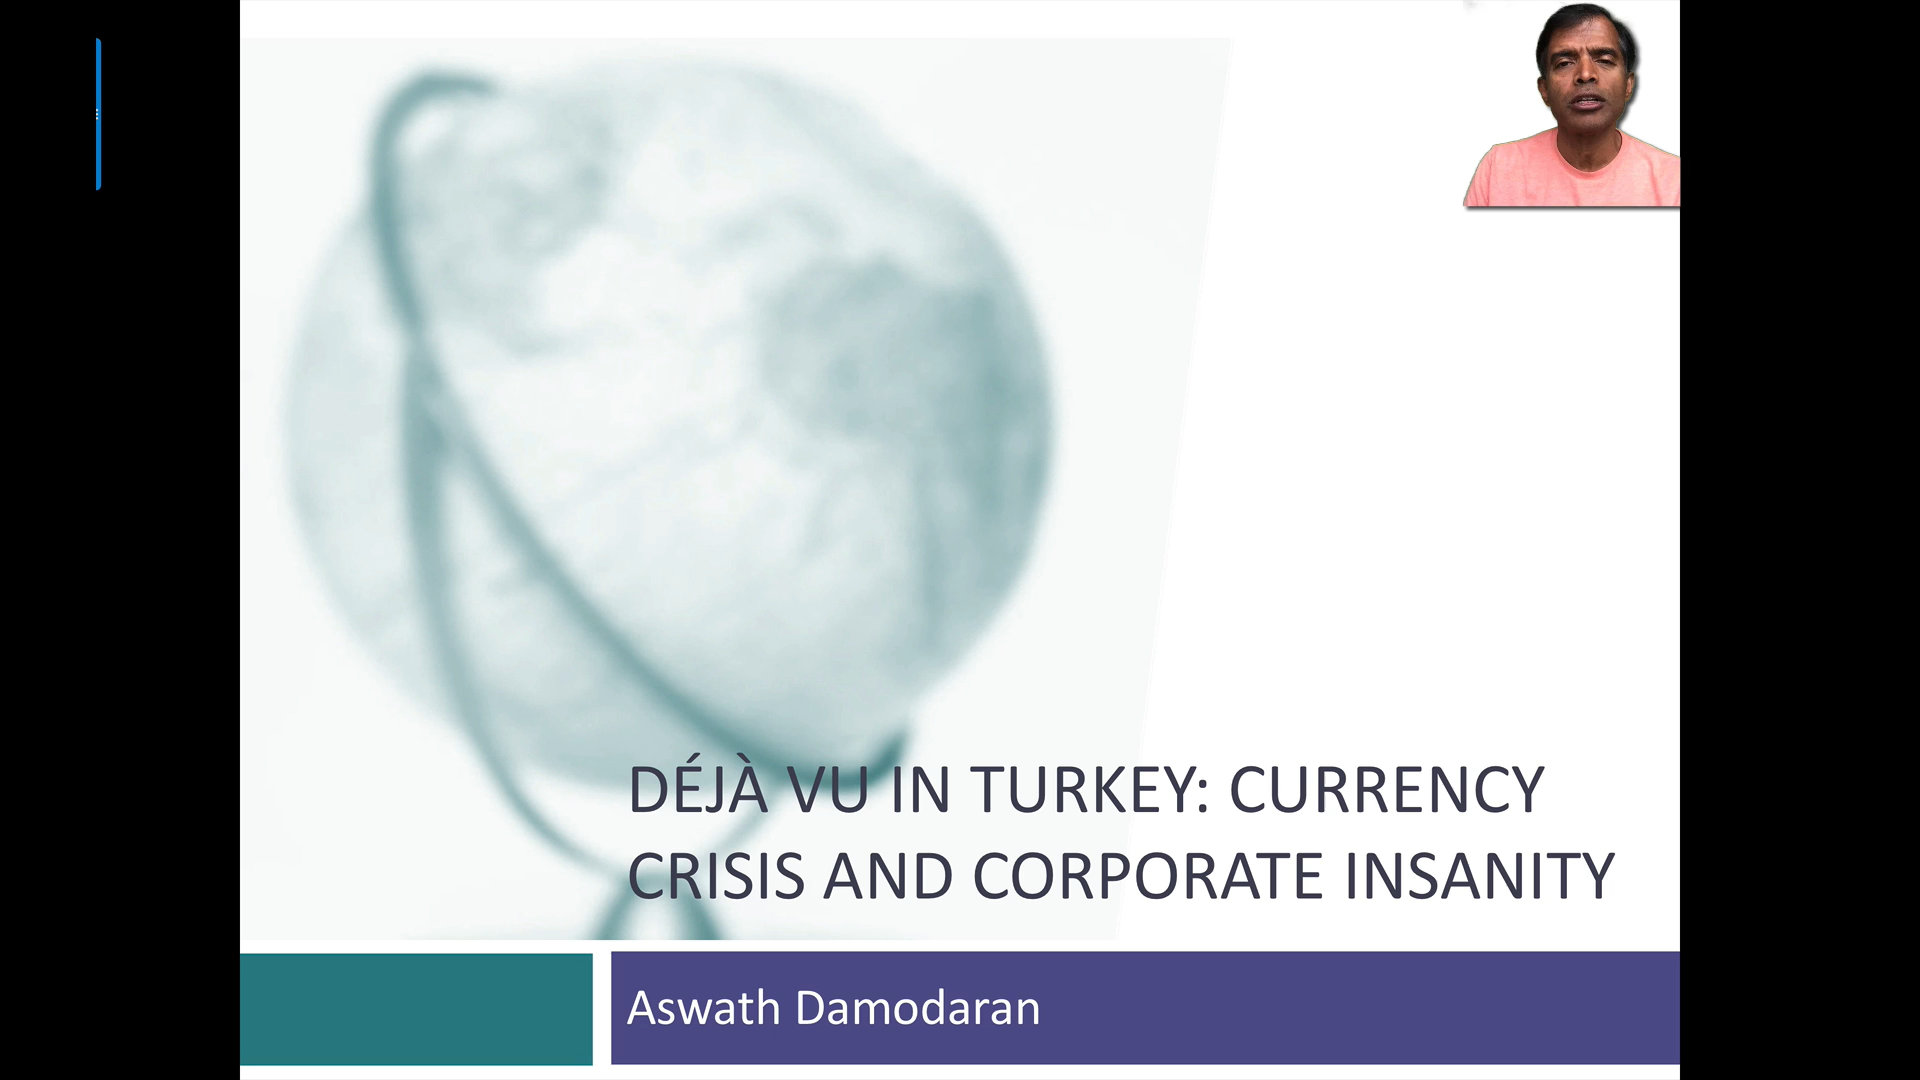 DÉJÀ VU IN TURKEY: CURRENCY
CRISIS AND CORPORATE INSANITY
Aswath Damodaran